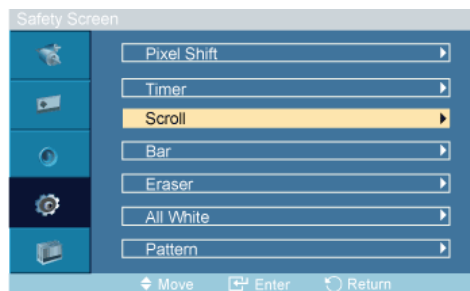 Safety Screen
Pixel Shift
Timer
Scroll
Bar
Eraser
All White
Pattern
Move Enter Return